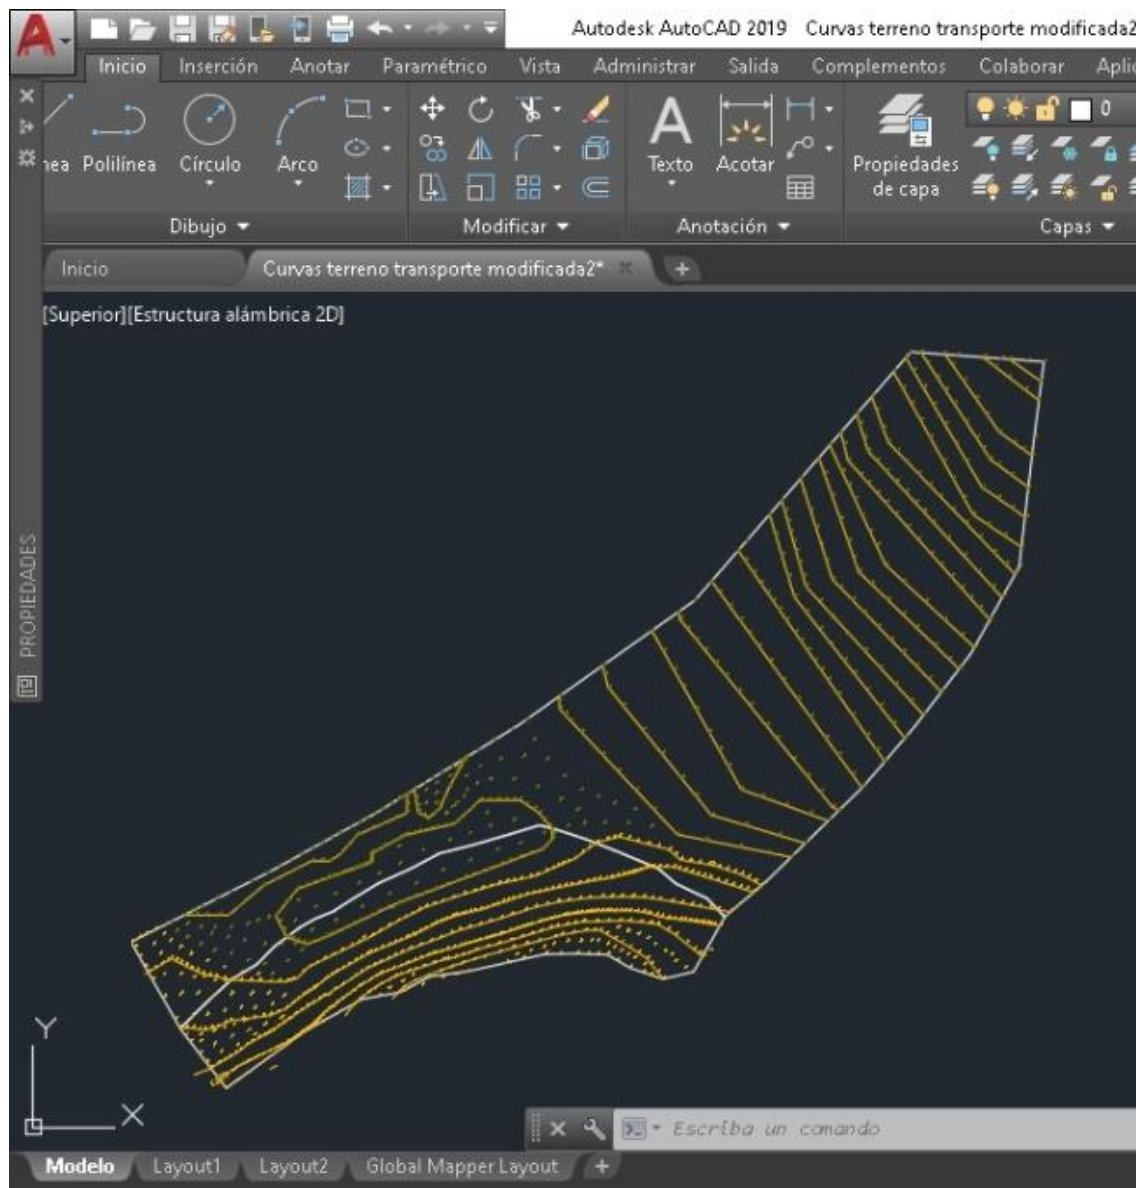 Autodesk AutoCAD 2019 Curvas terreno transporte modificada2
Inicio Inserción Anotar Paramétrico Vista Administrar Salida Complementos Colaborar
0
Polilínea Círculo Arco Texto Acotar Propiedades
de capa
Dibujo Modificar Anotación Capas
Inicio Curvas terreno transporte modificada2* +
[Superior][Estructura alámbrica 2D]
PROPIEDADES
Y
X
Escriba un comando
Modelo Layout1 Layout2 Global Mapper Layout +